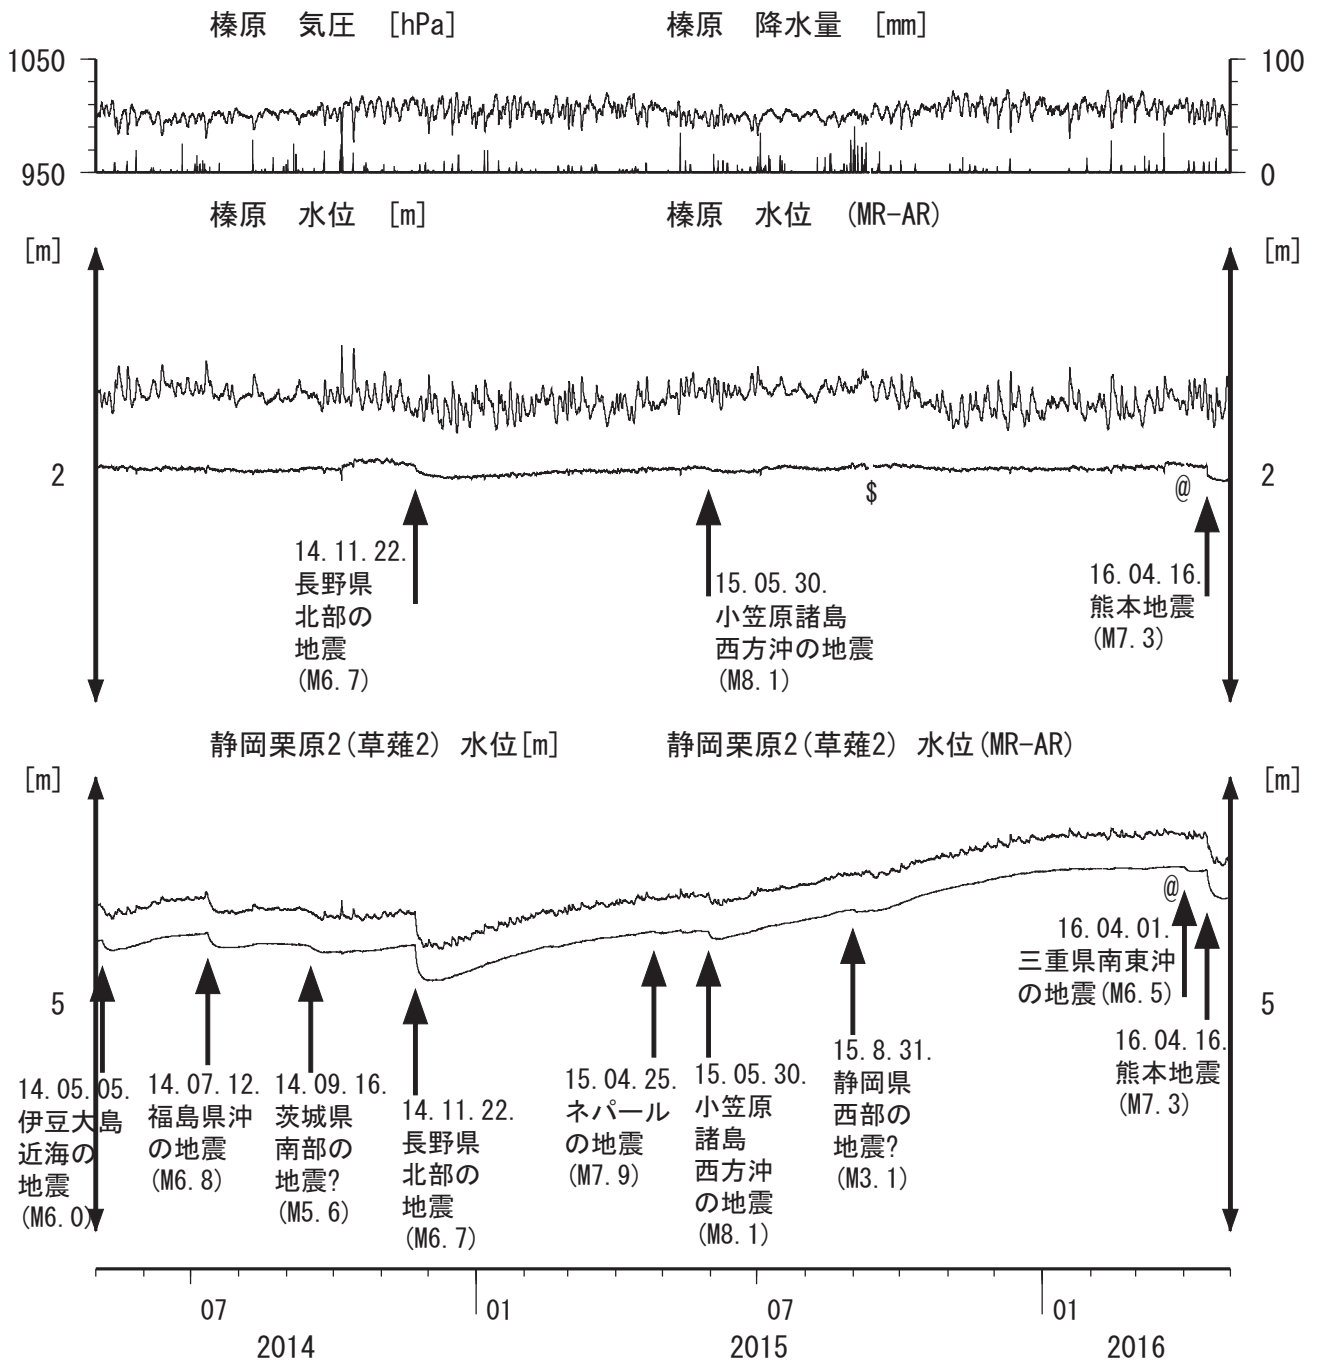 榛原 気圧 [hPa] 榛原 降水量 [mm]
1050 100
950 0
榛原 水位 [m] 榛原 水位 (MR-AR)
[m] [m]
2 2
$ @
14.11.22.
長野県
北部の
地震
(M6.7)
15.05.30.
小笠原諸島
西方沖の地震
(M8.1)
16.04.16.
熊本地震
(M7.3)
静岡栗原2(草薙2) 水位[m] 静岡栗原2(草薙2) 水位(MR-AR)
[m] [m]
@
5 5
14.05.05.
伊豆大島
近海の
地震
(M6.0)
14.07.12.
福島県沖
の地震
(M6.8)
14.09.16.
茨城県
南部の
地震?
(M5.6)
14.11.22.
長野県
北部の
地震
(M6.7)
15.04.25.
ネパール
の地震
(M7.9)
15.05.30.
小笠原
諸島
西方沖
の地震
(M8.1)
15.8.31.
静岡県
西部の
地震?
(M3.1)
16.04.01.
三重県南東沖
の地震(M6.5)
16.04.16.
熊本地震
(M7.3)
07 01 07 01
2014 2015 2016